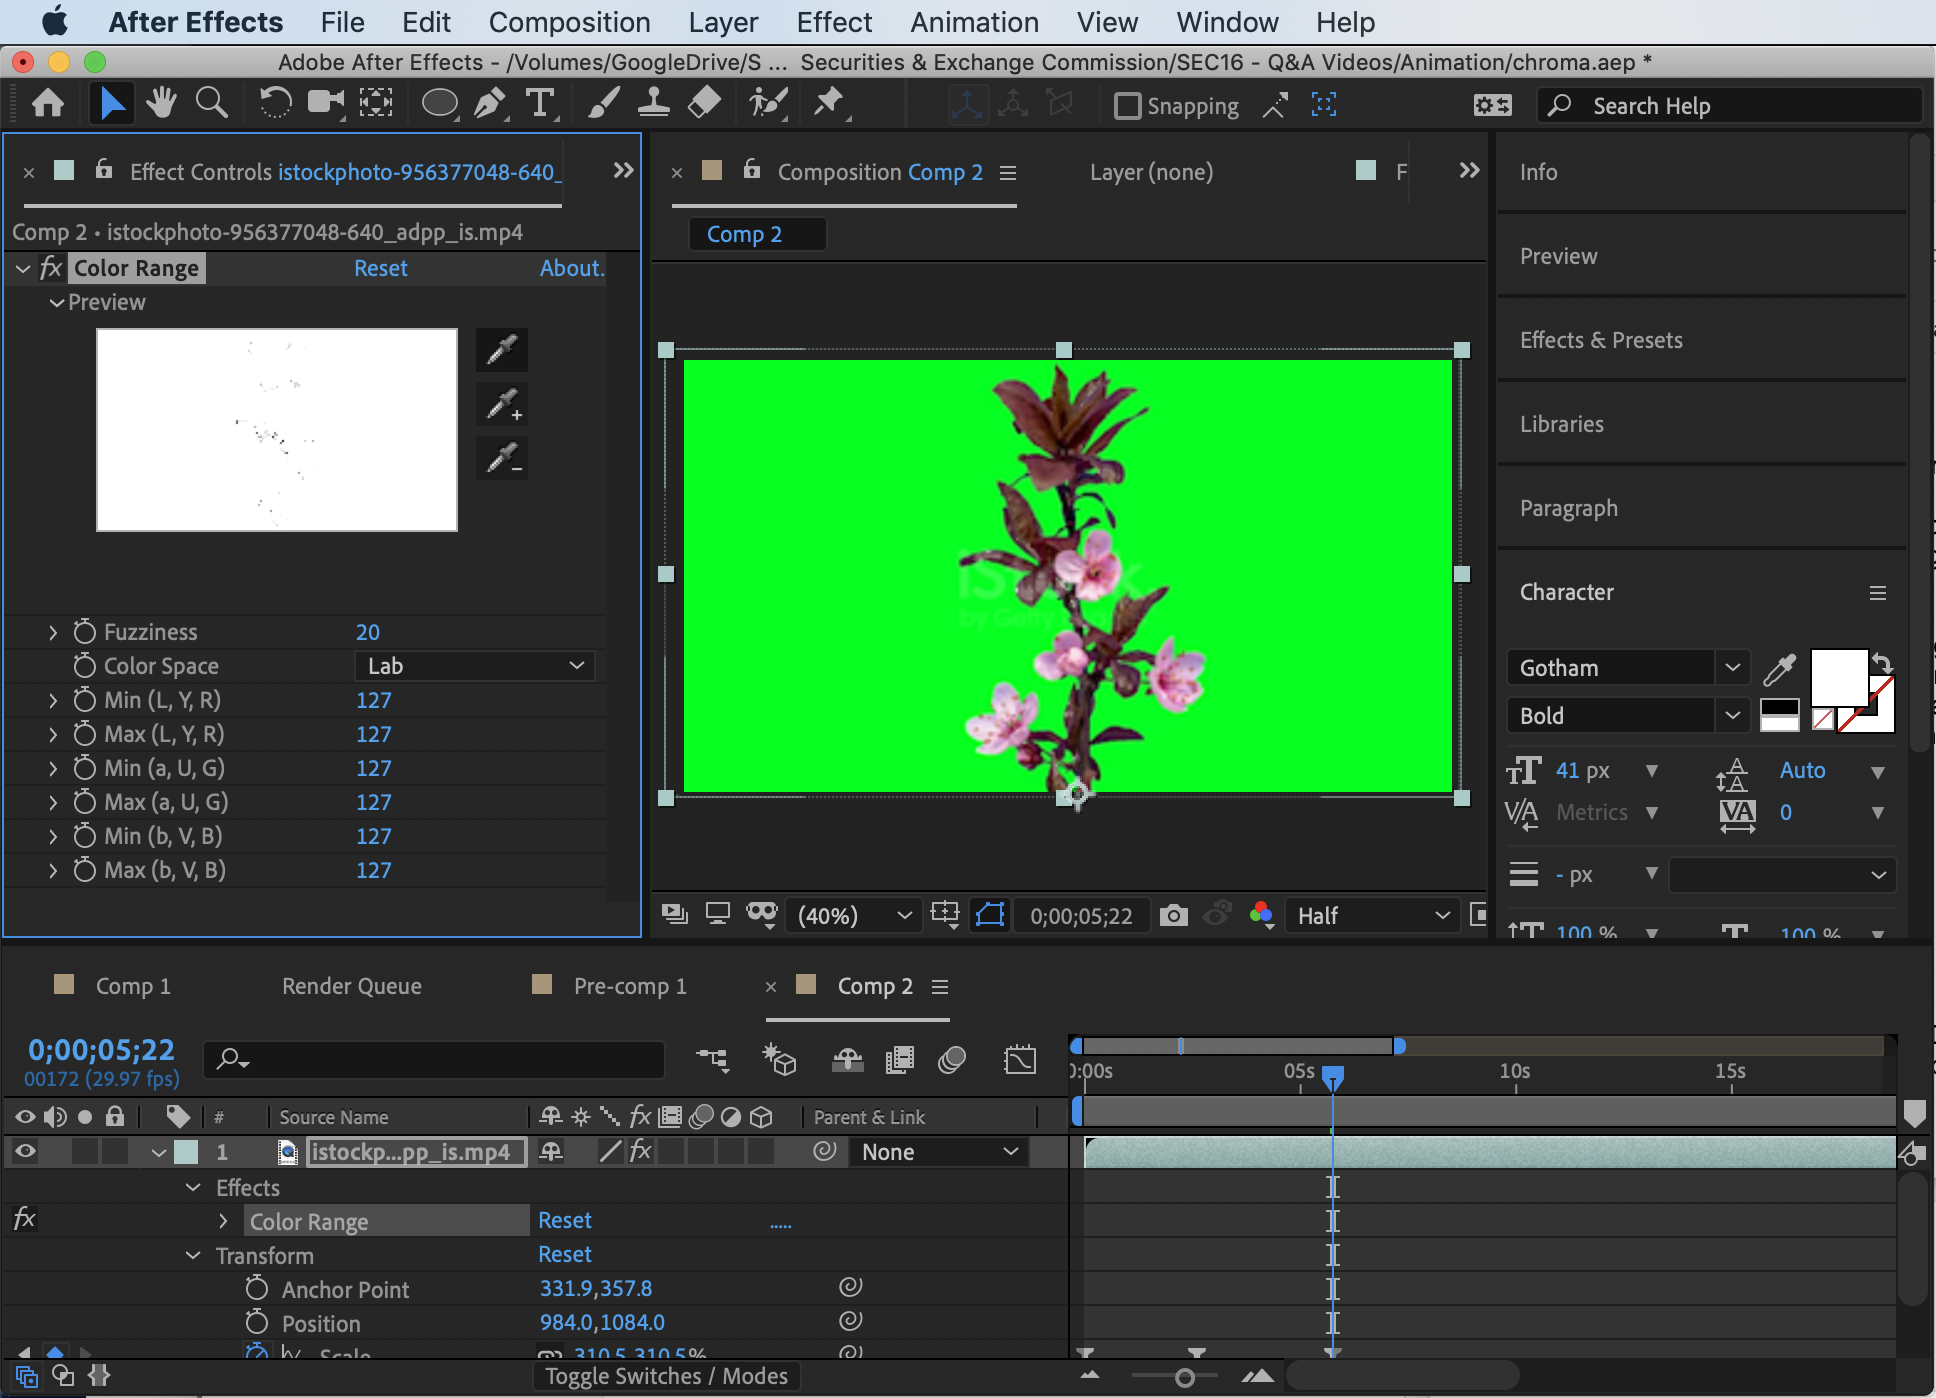 After Effects File Edit Composition Layer Effect Animation View Window Help
Adobe After Effects - /Volumes/GoogleDrive/S ... Securities & Exchange Commission/SEC16 - Q&A Videos/Animation/chroma.aep *
Snapping
Search Help
Effect Controls istockphoto-956377048-640_
Comp 2 • istockphoto-956377048-640_adpp_is.mp4
fx Color Range Reset About.
Preview
Fuzziness 20
Color Space Lab
Min (L, Y, R) 127
Max (L, Y, R) 127
Min (a, U, G) 127
Max (a, U, G) 127
Min (b, V, B) 127
Max (b, V, B) 127
Composition Comp 2 Layer (none) F
Comp 2
by Getty
(40%) 0;00;05;22 Half
Info
Preview
Effects & Presets
Libraries
Paragraph
Character
Gotham
Bold
41 px Auto
Metrics 0
- px
100 % 100 %
Comp 1 Render Queue Pre-comp 1 Comp 2
0;00;05;22
00172 (29.97 fps)
0:00s 05s 10s 15s
# Source Name fx Parent & Link
1 istockp...pp_is.mp4 fx None
Effects
fx Color Range Reset .....
Transform Reset
Anchor Point 331.9,357.8
Position 984.0,1084.0
Scale 310.5,310.5%
Toggle Switches / Modes